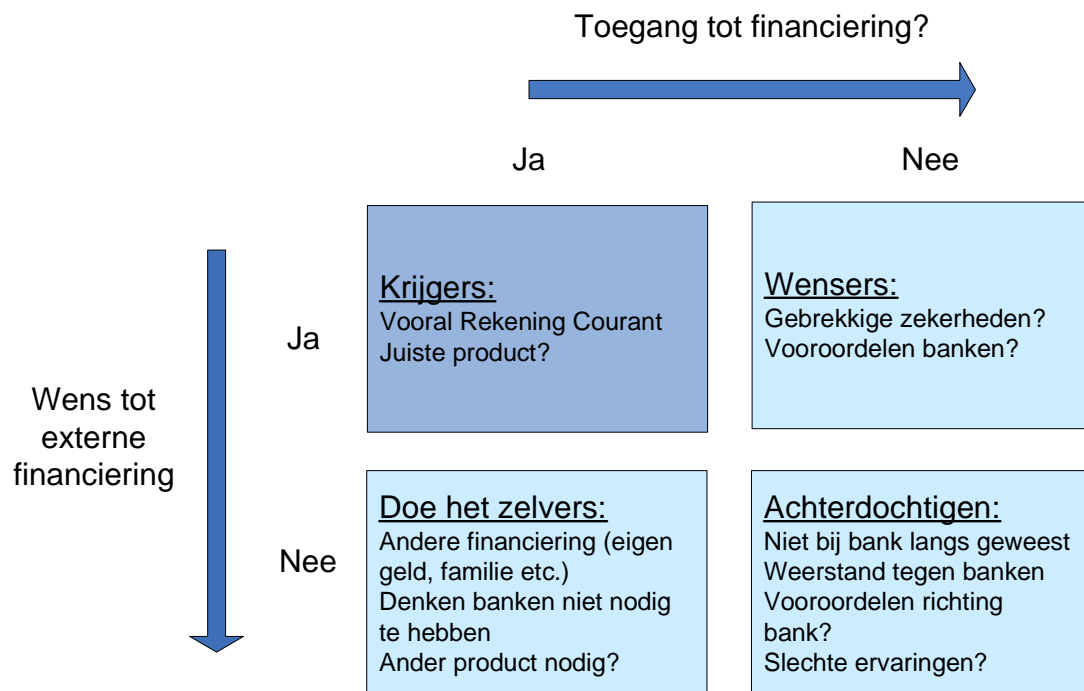 Toegang tot financiering?
Ja
Nee
Wens tot
externe
financiering
Ja
Krijgers:
Vooral Rekening Courant
Juiste product?
Wensers:
Gebrekkige zekerheden?
Vooroordelen banken?
Nee
Doe het zelvers:
Andere financiering (eigen
geld, familie etc.)
Denken banken niet nodig
te hebben
Ander product nodig?
Achterdochtigen:
Niet bij bank langs geweest
Weerstand tegen banken
Vooroordelen richting
bank?
Slechte ervaringen?